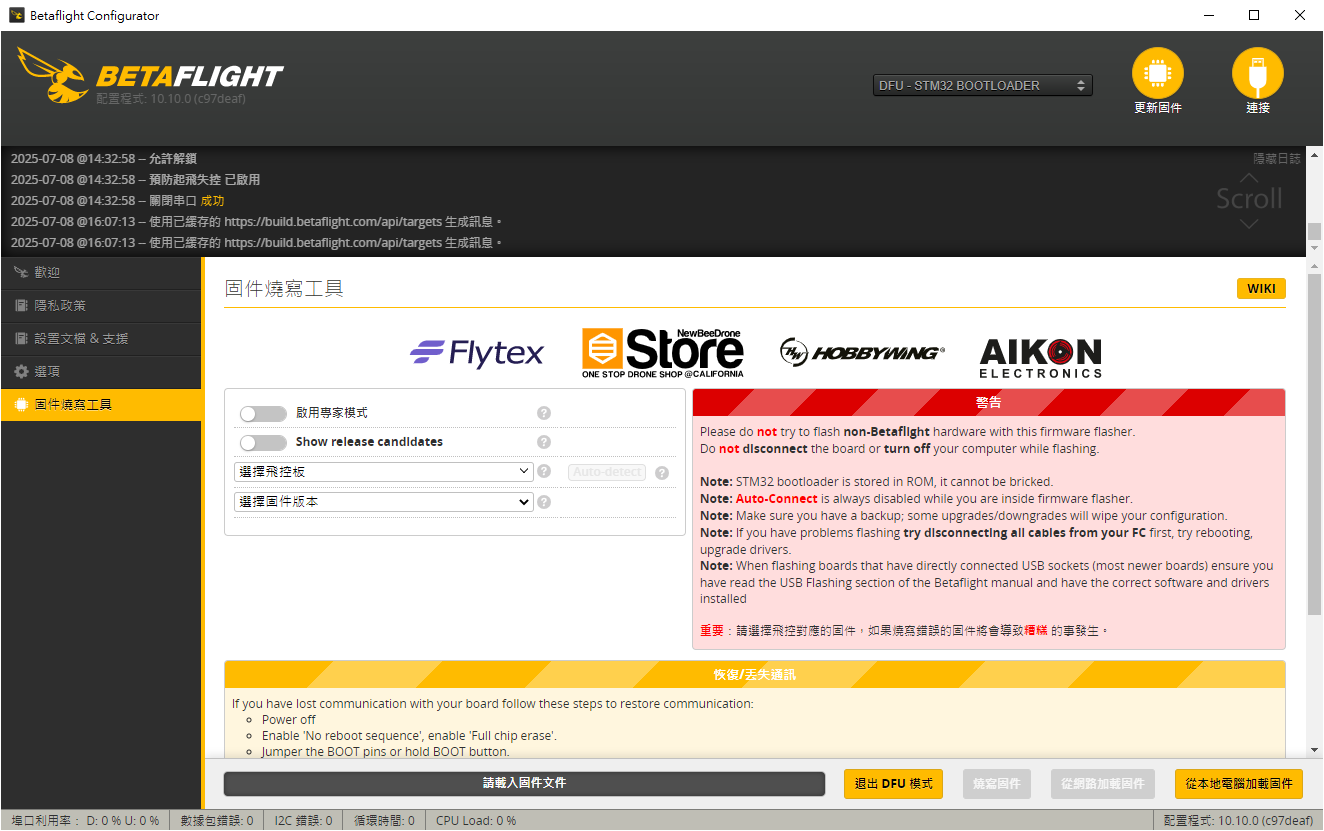 Betaflight Configurator
BETAFLIGHT
配置程式: 10.10.0 (c97deaf)
DFU - STM32 BOOTLOADER
更新固件
連接
2025-07-08 @14:32:58 -- 允許解鎖
隱藏日誌
2025-07-08 @14:32:58 -- 預防起飛失控 已啟用
2025-07-08 @14:32:58 -- 關閉串口 成功
Scroll
2025-07-08 @16:07:13 -- 使用已緩存的 https://build.betaflight.com/api/targets 生成訊息。
2025-07-08 @16:07:13 -- 使用已緩存的 https://build.betaflight.com/api/targets 生成訊息。
歡迎
隱私政策
設置文檔 & 支援
選項
固件燒寫工具
固件燒寫工具
WIKI
Flytex
NewBeeDrone
Store
ONE STOP DRONE SHOP @CALIFORNIA
HW HOBBYWING®
AIKON
ELECTRONICS
啟用專家模式
?
Show release candidates
?
選擇飛控板
?
Auto-detect
?
選擇固件版本
?
警告
Please do not try to flash non-Betaflight hardware with this firmware flasher.
Do not disconnect the board or turn off your computer while flashing.
Note: STM32 bootloader is stored in ROM, it cannot be bricked.
Note: Auto-Connect is always disabled while you are inside firmware flasher.
Note: Make sure you have a backup; some upgrades/downgrades will wipe your configuration.
Note: If you have problems flashing try disconnecting all cables from your FC first, try rebooting,
upgrade drivers.
Note: When flashing boards that have directly connected USB sockets (most newer boards) ensure you
have read the USB Flashing section of the Betaflight manual and have the correct software and drivers
installed
重要：請選擇飛控對應的固件，如果燒寫錯誤的固件將會導致糟糕 的事發生。
恢復/丟失通訊
If you have lost communication with your board follow these steps to restore communication:
Power off
Enable 'No reboot sequence', enable 'Full chip erase'.
Jumper the BOOT pins or hold BOOT button.
請載入固件文件
退出 DFU 模式
燒寫固件
從網路加載固件
從本地電腦加載固件
埠口利用率： D: 0 % U: 0 %
數據包錯誤: 0
I2C 錯誤: 0
循環時間: 0
CPU Load: 0 %
配置程式: 10.10.0 (c97deaf)